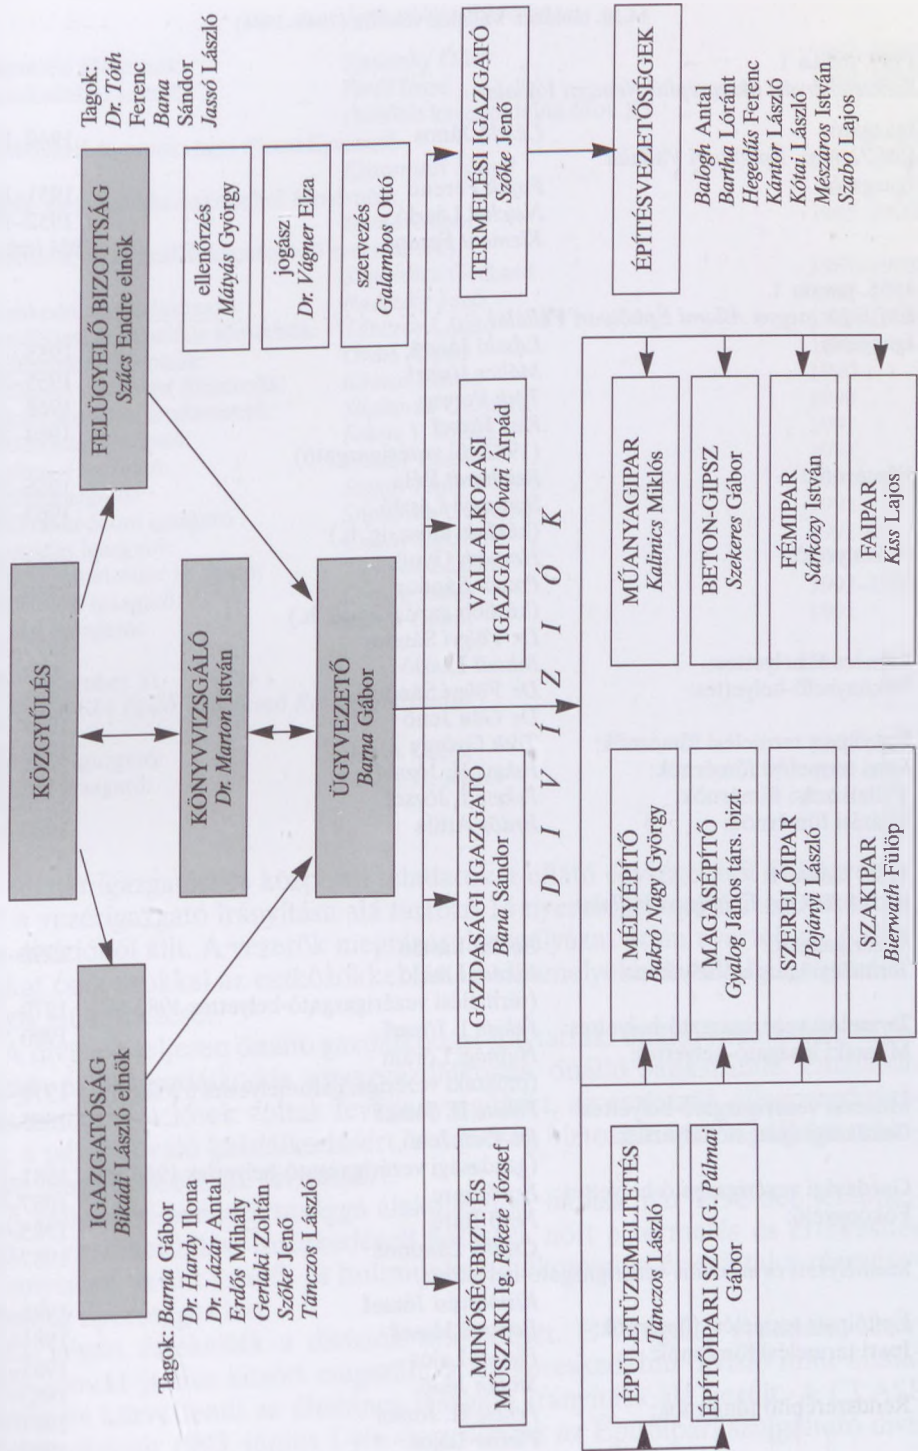 KÖZGYŰLÉS
IGAZGATÓSÁG
Bikádi László elnök
Tagok: Bajna Gábor
Dr. Hardy Ilona
Dr. Lázár Antal
Erdős Mihály
Gerlaki Zoltán
Szőke Jenő
Tánczos László
KÖNYVVIZSGÁLÓ
Dr. Marton István
FELÜGYELŐ BIZOTTSÁG
Szűcs Endre elnök
Tagok:
Dr. Tóth
Ferenc
Bana
Sándor
Jassó László
ÜGYVEZETŐ
Bajna Gábor
ellenőrzés
Mátyás György
jogász
Dr. Vágner Elza
szervezés
Galambos Ottó
MINŐSÉGBIZT. ÉS
MŰSZAKI ig. Fekete József
GAZDASÁGI IGAZGATÓ
Bana Sándor
VÁLLALKOZÁSI
IGAZGATÓ Óvári Árpád
TERMELÉSI IGAZGATÓ
Szőke Jenő
DIVÍZIÓK
ÉPÍTÉSVEZETŐSÉGEK
Balogh Antal
Bartha Lóránt
Hegedűs Ferenc
Kántor László
Kóta László
Mészáros István
Szabó Lajos
ÉPÜLETÜZEMELTETÉS
Tánczos László
ÉPÍTŐIPARI SZOLG. Pálmai
Gábor
MÉLYÉPÍTŐ
Bakó Nagy György
MAGASÉPÍTŐ
Gyalog János társ. bizt.
SZERELŐIPAR
Pojányi László
SZAKIPAR
Bierwath Fülöp
MŰANYAGIPAR
Kalinics Miklós
BETON-GIPSZ
Szekeres Gábor
FÉMIPAR
Sárközy István
FAIPAR
Kiss Lajos